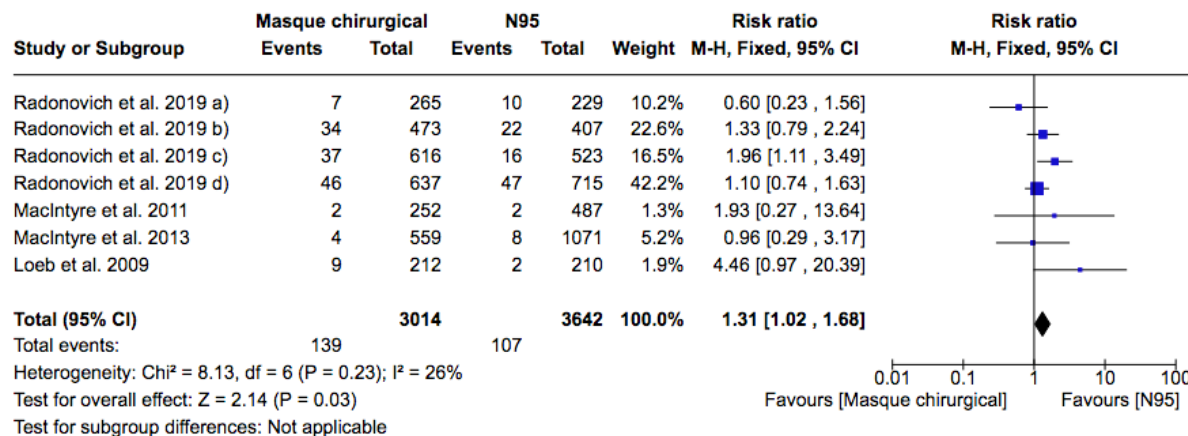 Masque chirurgical N95 Risk ratio Risk ratio
Study or Subgroup Events Total Events Total Weight M-H, Fixed, 95% CI M-H, Fixed, 95% CI
Radonovich et al. 2019 a) 7 265 10 229 10.2% 0.60 [0.23 , 1.56]
Radonovich et al. 2019 b) 34 473 22 407 22.6% 1.33 [0.79 , 2.24]
Radonovich et al. 2019 c) 37 616 16 523 16.5% 1.96 [1.11 , 3.49]
Radonovich et al. 2019 d) 46 637 47 715 42.2% 1.10 [0.74 , 1.63]
MacIntyre et al. 2011 2 252 2 487 1.3% 1.93 [0.27 , 13.64]
MacIntyre et al. 2013 4 559 8 1071 5.2% 0.96 [0.29 , 3.17]
Loeb et al. 2009 9 212 2 210 1.9% 4.46 [0.97 , 20.39]
Total (95% CI) 3014 3642 100.0% 1.31 [1.02 , 1.68]
Total events: 139 107
Heterogeneity: Chi² = 8.13, df = 6 (P = 0.23); I² = 26%
0.01 0.1 1 10 100
Test for overall effect: Z = 2.14 (P = 0.03)
Favours [Masque chirurgical] Favours [N95]
Test for subgroup differences: Not applicable